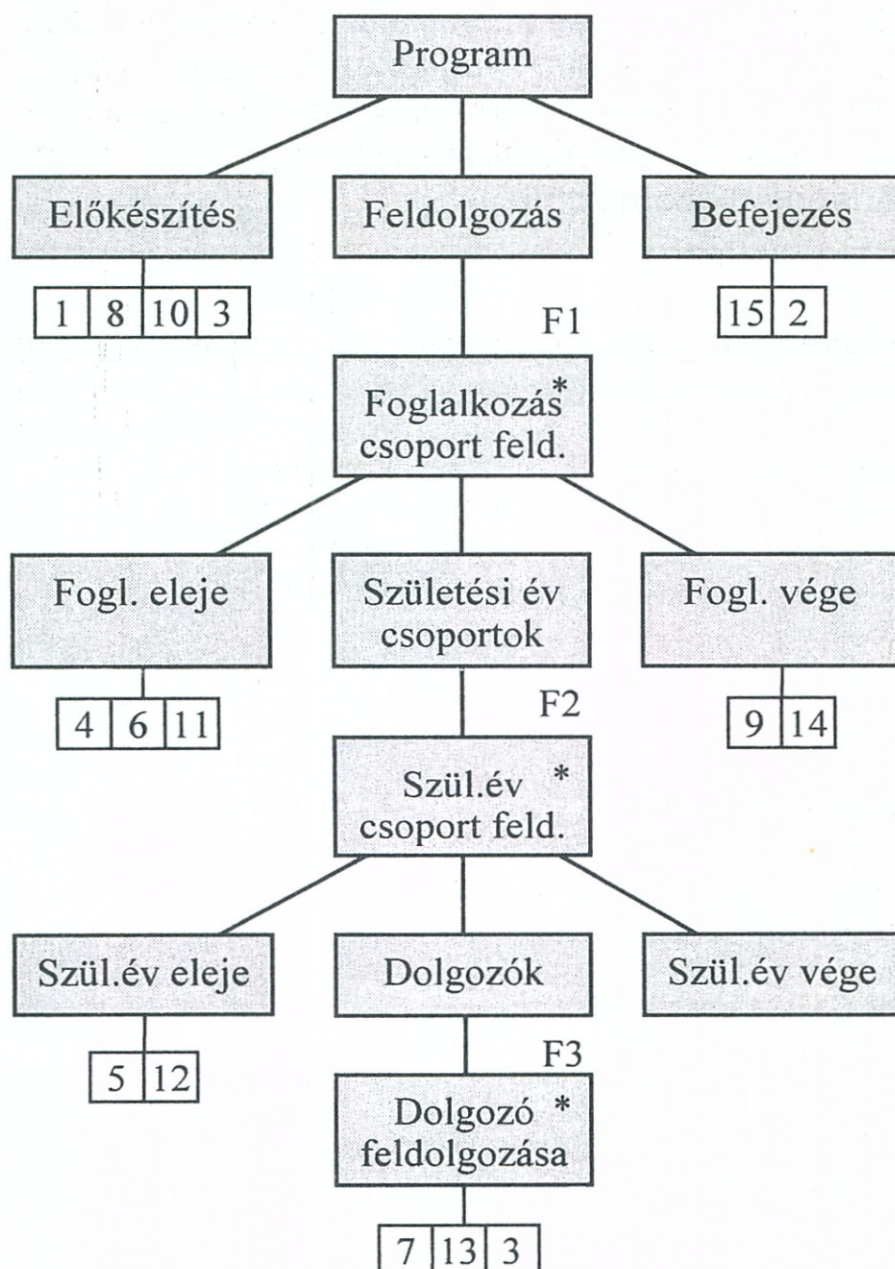 Program
Előkészítés
Feldolgozás
Befejezés
1 8 10 3
15 2
F1
Foglalkozás*
csoport feld.
Fogl. eleje
Születési év
csoportok
Fogl. vége
4 6 11
9 14
F2
Szül.év *
csoport feld.
Szül.év eleje
Dolgozók
Szül.év vége
5 12
F3
Dolgozó *
feldolgozása
7 13 3